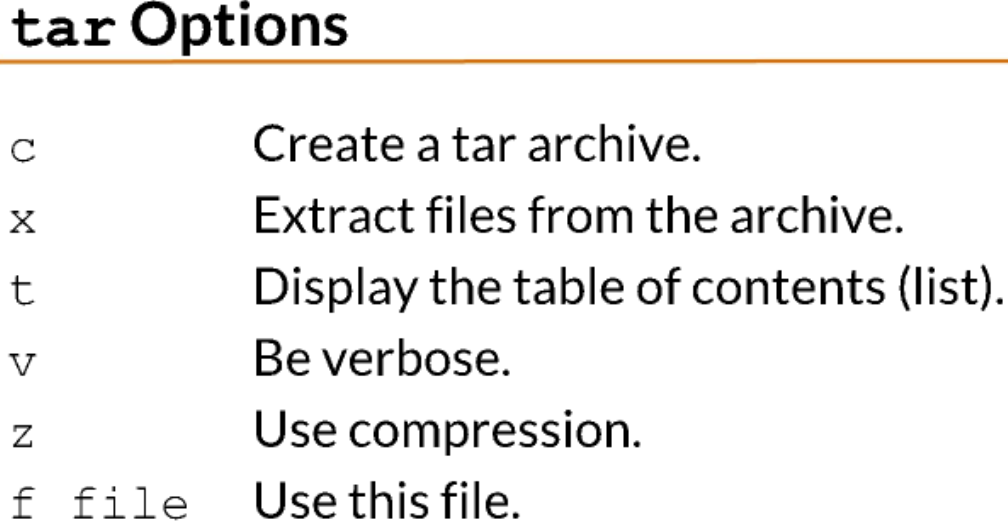 tar Options
c Create a tar archive.
x Extract files from the archive.
t Display the table of contents (list).
v Be verbose.
z Use compression.
f file Use this file.